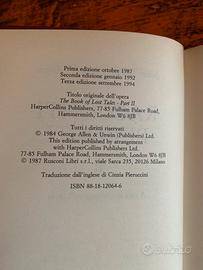 Prima edizione ottobre 1987
Seconda edizione gennaio 1992
Terza edizione settembre 1994
Titolo originale dell'opera
The Book of Lost Tales - Part II
HarperCollins Publishers, 77-85 Fulham Palace Road,
Hammersmith, London W6 8JB
Tutti i diritti riservati
© 1984 George Allen & Unwin (Publishers) Ltd.
This edition published by arrangement
with HarperCollins Publishers Ltd.
77-85 Fulham Palace Road, Hammersmith, London W6 8JB
© 1987 Rusconi Libri s.r.l., viale Sarca 235, 20126 Milano
Traduzione dall'inglese di Cinzia Pieruccini
ISBN 88-18-12064-6
subito